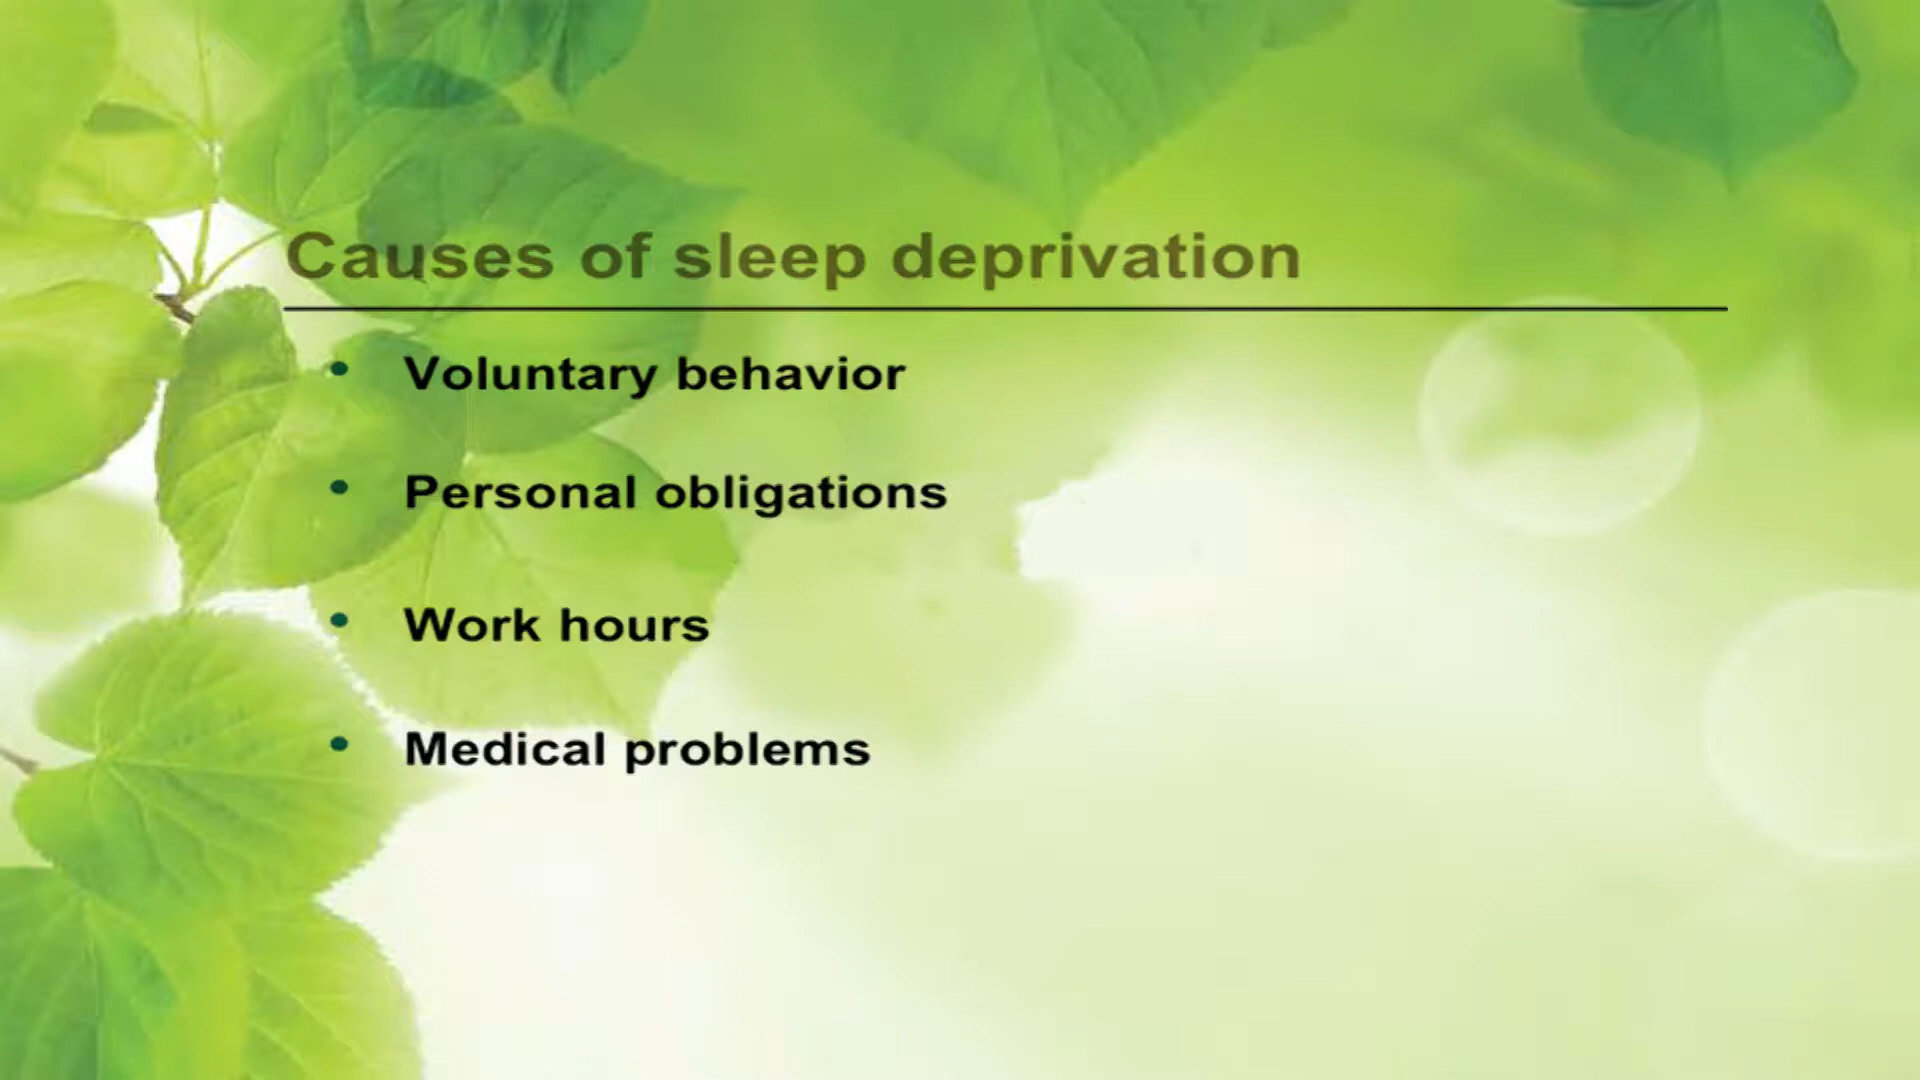 Causes of sleep deprivation
• Voluntary behavior
• Personal obligations
• Work hours
• Medical problems